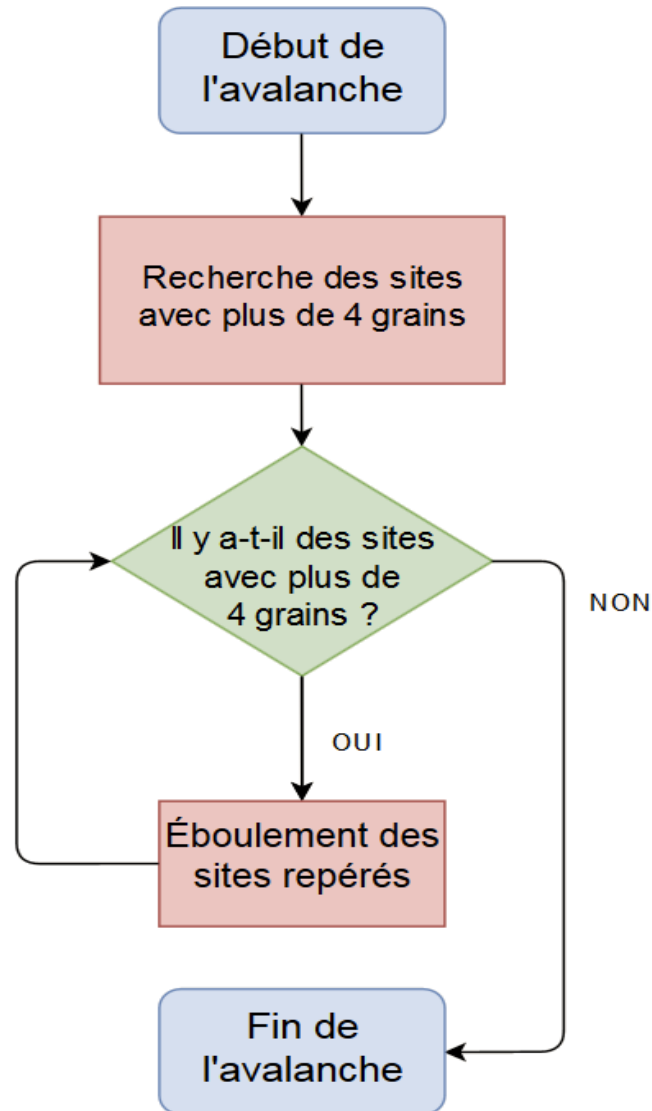 Début de
l'avalanche
Recherche des sites
avec plus de 4 grains
Il y a-t-il des sites
avec plus de
4 grains ?
NON
OUI
Éboulement des
sites repérés
Fin de
l'avalanche